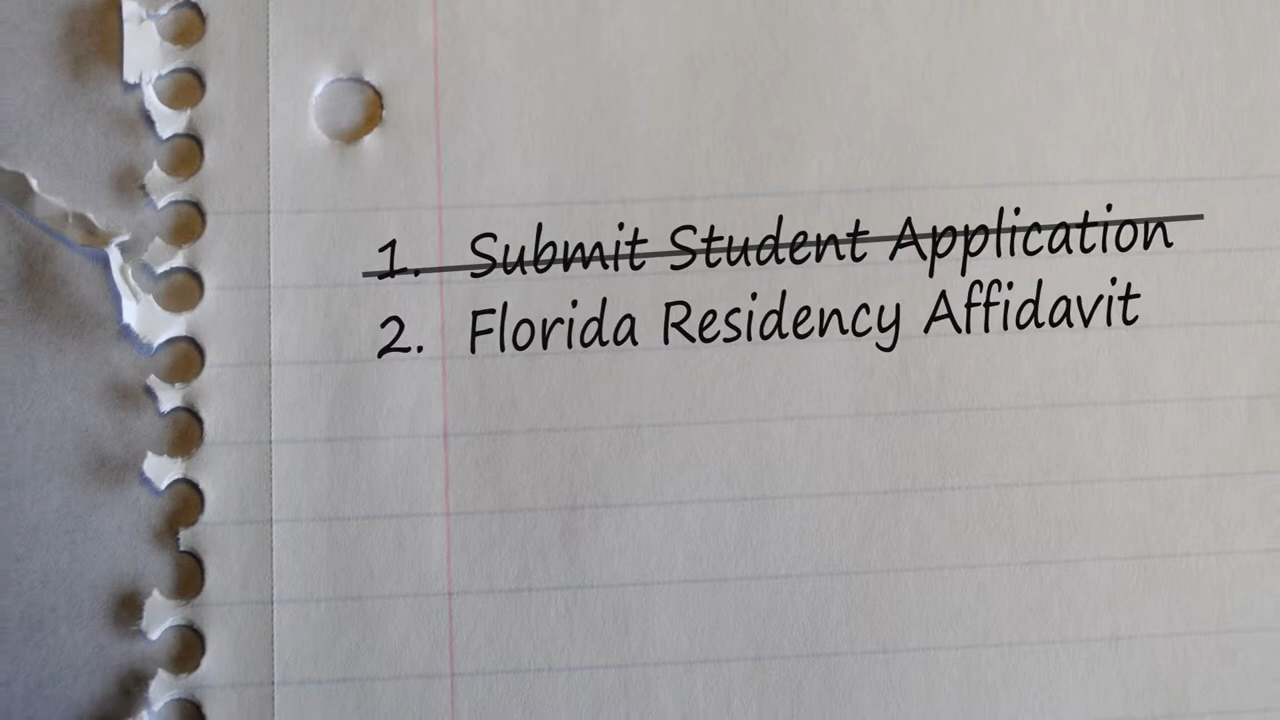 1. Submit Student Application
2. Florida Residency Affidavit